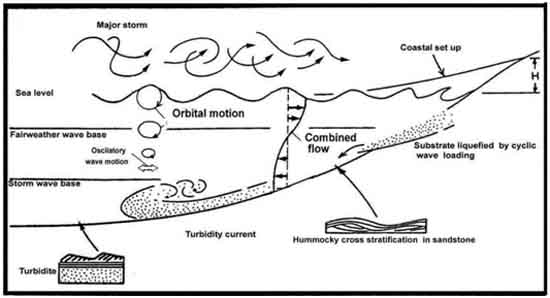 Major storm
Coastal set up
H
Sea level
Orbital motion
Fairweather wave base
Combined
flow
Oscilatory
wave motion
Substrate liquefied by cyclic
wave loading
Storm wave base
Turbidity current
Hummocky cross stratification in sandstone
Turbidite